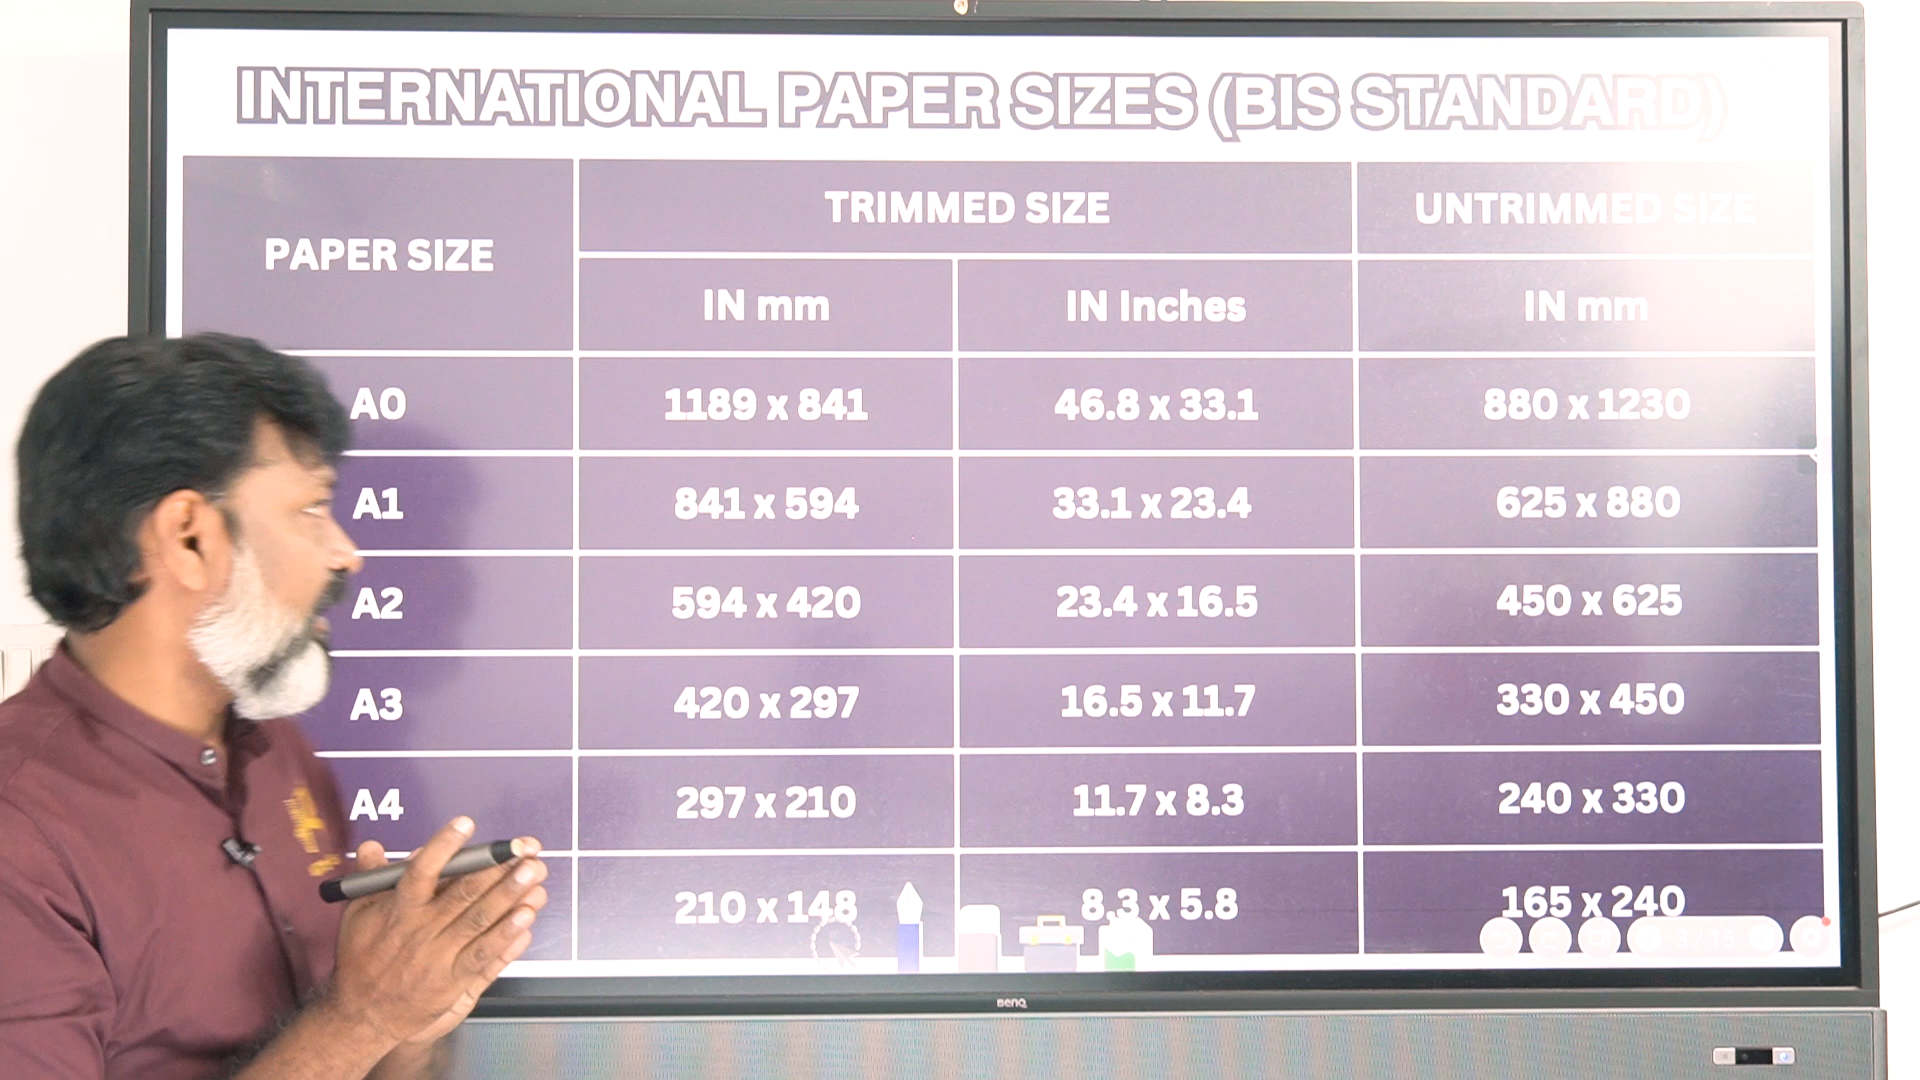 INTERNATIONAL PAPER SIZES (BIS STANDARD)
PAPER SIZE
TRIMMED SIZE
UNTRIMMED SIZE
IN mm
IN Inches
IN mm
A0
1189 x 841
46.8 x 33.1
880 x 1230
A1
841 x 594
33.1 x 23.4
625 x 880
A2
594 x 420
23.4 x 16.5
450 x 625
A3
420 x 297
16.5 x 11.7
330 x 450
A4
297 x 210
11.7 x 8.3
240 x 330
210 x 148
8.3 x 5.8
165 x 240
3 / 15
BenQ